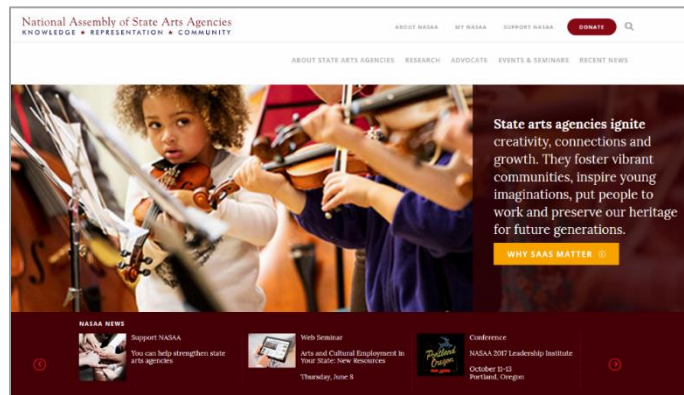 National Assembly of State Arts Agencies
KNOWLEDGE ★ REPRESENTATION ★ COMMUNITY
ABOUT NASAA MY NASAA SUPPORT NASAA DONATE
ABOUT STATE ARTS AGENCIES RESEARCH ADVOCATE EVENTS & SEMINARS RECENT NEWS
State arts agencies ignite
creativity, connections and
growth. They foster vibrant
communities, inspire young
imaginations, put people to
work and preserve our heritage
for future generations.
WHY SAAS MATTER
NASAA NEWS
Support NASAA
You can help strengthen state
arts agencies
Web Seminar
Arts and Cultural Employment in
Your State: New Resources
Thursday, June 8
Portland
Oregon
Conference
NASAA 2017 Leadership Institute
October 11-13
Portland, Oregon